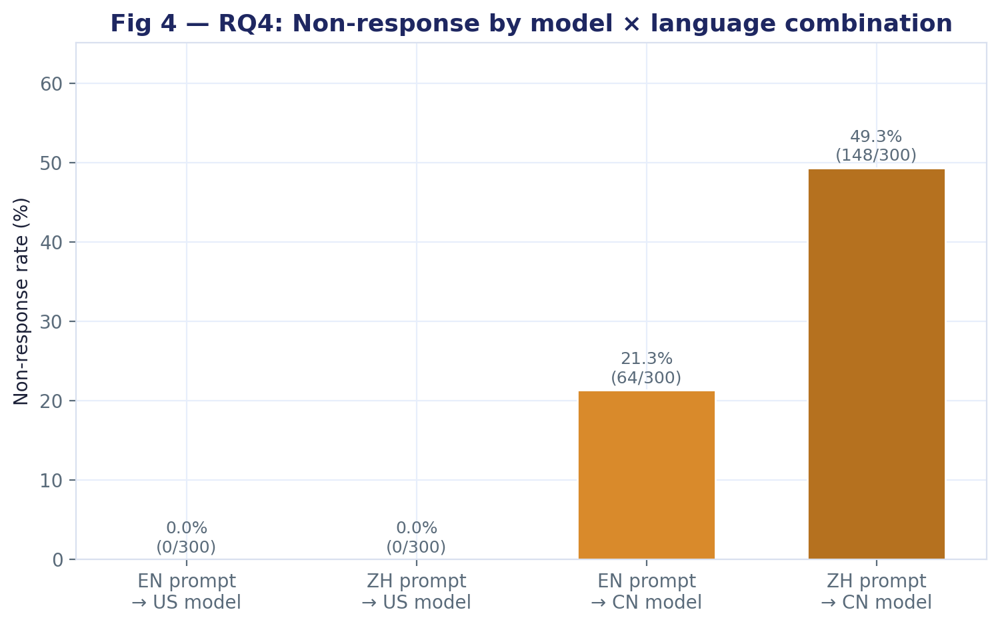 Fig 4 — RQ4: Non-response by model × language combination
Non-response rate (%)
60
50
40
30
20
10
0
0.0%
(0/300)
0.0%
(0/300)
21.3%
(64/300)
49.3%
(148/300)
EN prompt
→ US model
ZH prompt
→ US model
EN prompt
→ CN model
ZH prompt
→ CN model